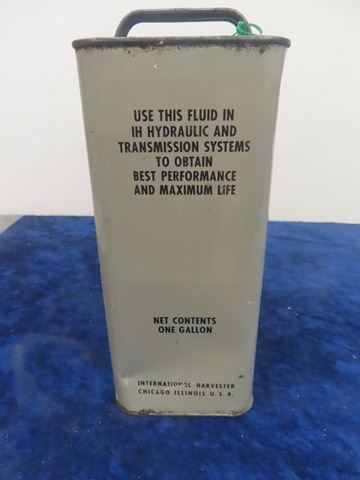 USE THIS FLUID IN
IH HYDRAULIC AND
TRANSMISSION SYSTEMS
TO OBTAIN
BEST PERFORMANCE
AND MAXIMUM LIFE
NET CONTENTS
ONE GALLON
INTERNATIONAL HARVESTER
CHICAGO ILLINOIS U.S.A.